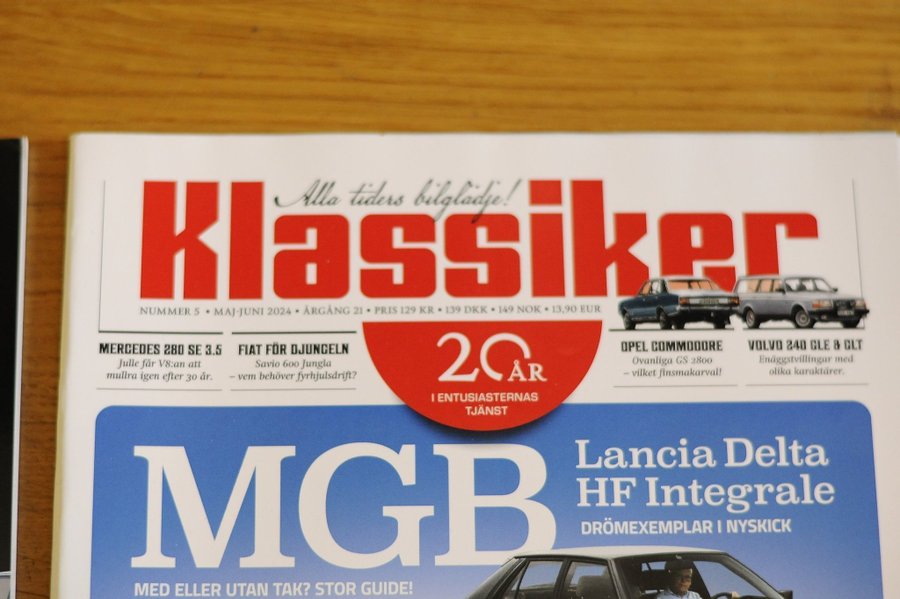 Alla tiders bilglädje!
Klassiker
NUMMER 5 • MAJ-JUNI 2024 • ÅRGÅNG 21 • PRIS 129 KR • 139 DKK • 149 NOK • 13,90 EUR
MERCEDES 280 SE 3.5
Julle får V8:an att
mullra igen efter 30 år.
FIAT FÖR DJUNGELN
Savio 600 Jungla
– vem behöver fyrhjulsdrift?
20 ÅR
I ENTUSIASTERNAS
TJÄNST
OPEL COMMODORE
Ovanliga GS 2800
– vilket finsmakarval!
VOLVO 240 GLE & GLT
Enäggstvillingar med
olika karaktärer.
MGB
MED ELLER UTAN TAK? STOR GUIDE!
Lancia Delta
HF Integrale
DRÖMEXEMPLAR I NYSKICK